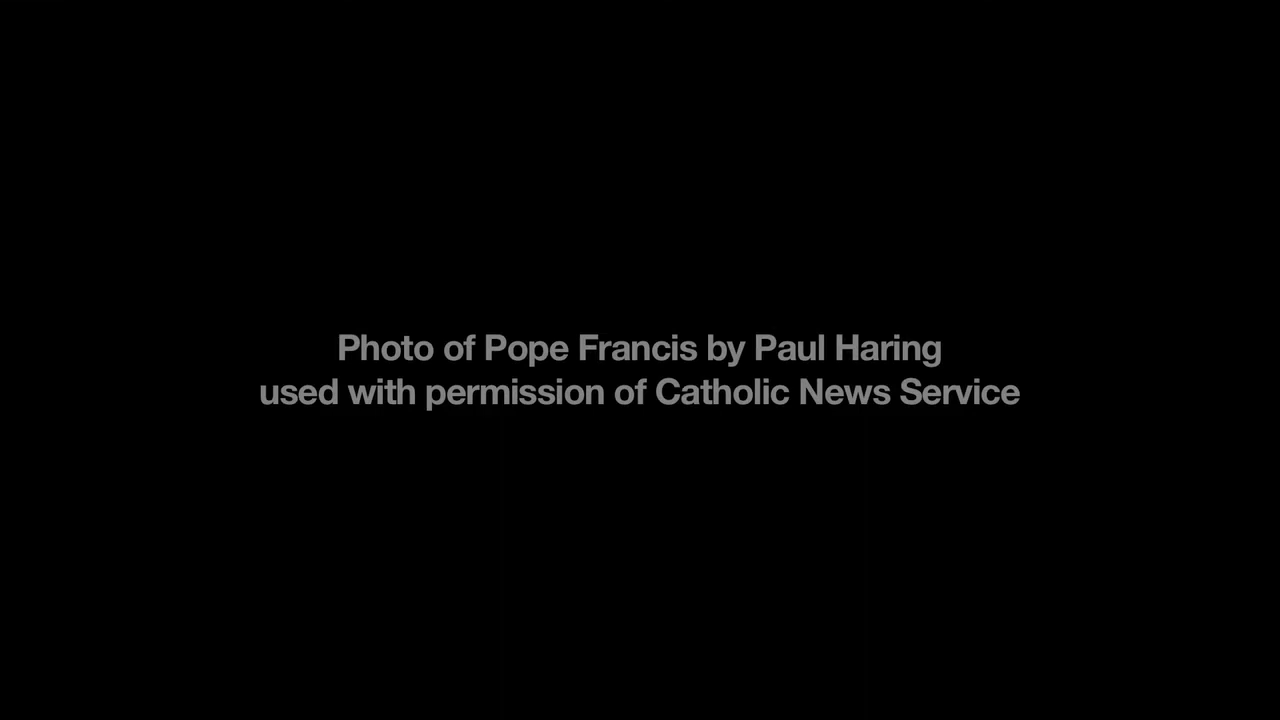 Photo of Pope Francis by Paul Haring
used with permission of Catholic News Service